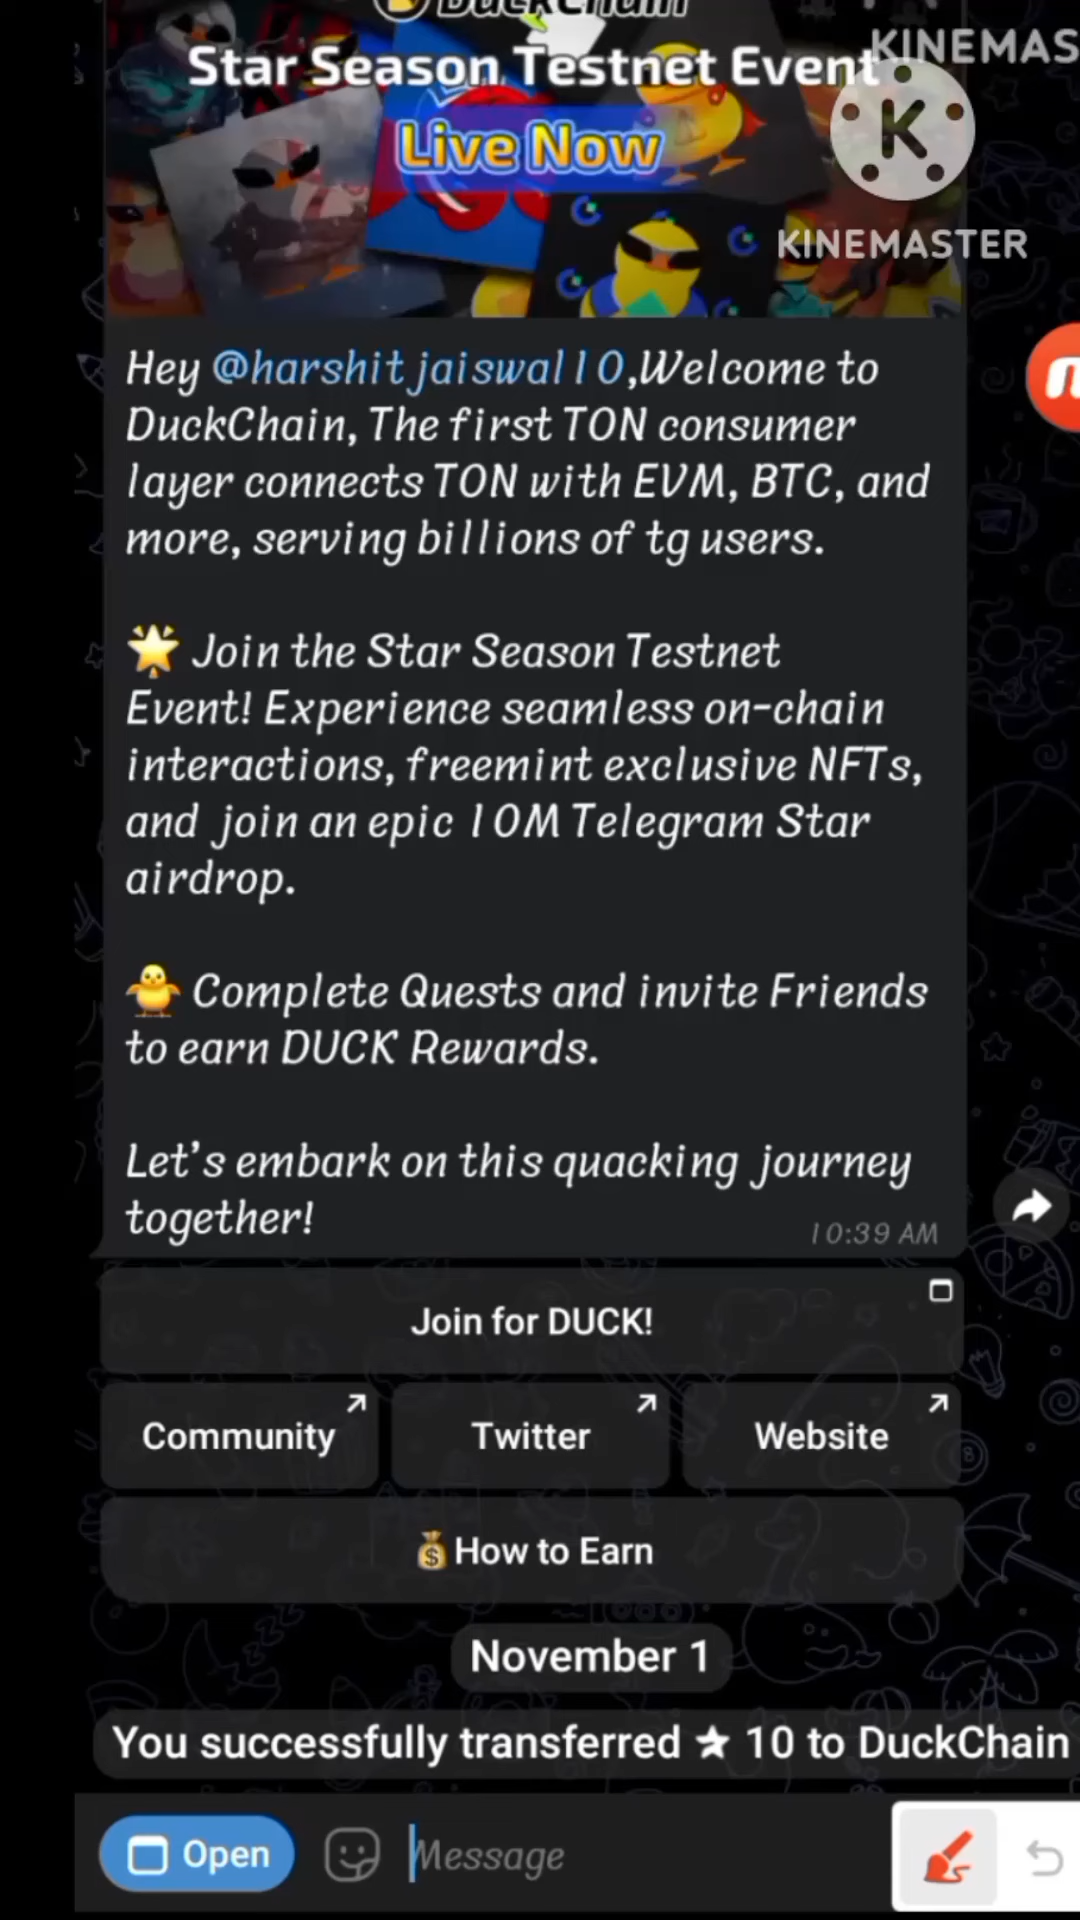 DuckChain
Star Season Testnet Event
Live Now
KINEMAS
K
KINEMASTER
Hey @harshitjaiswal10,Welcome to
DuckChain, The first TON consumer
layer connects TON with EVM, BTC, and
more, serving billions of tg users.
🌟 Join the Star Season Testnet
Event! Experience seamless on-chain
interactions, freemint exclusive NFTs,
and join an epic 10M Telegram Star
airdrop.
🐥 Complete Quests and invite Friends
to earn DUCK Rewards.
Let's embark on this quacking journey
together!
10:39 AM
Join for DUCK!
Community Twitter Website
💰How to Earn
November 1
You successfully transferred ★ 10 to DuckChain
Open Message